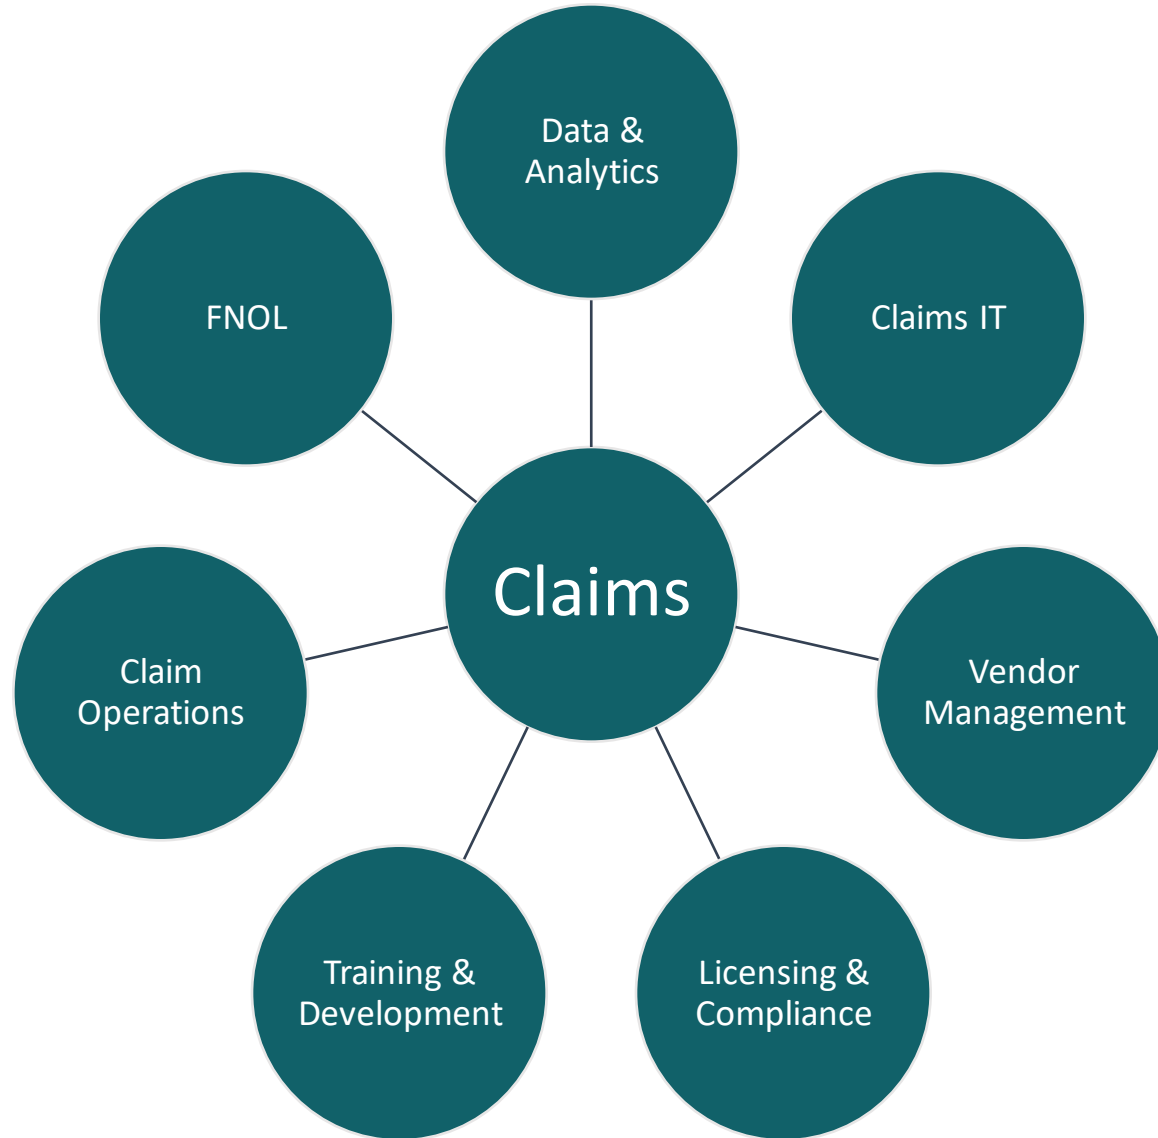 Data &
Analytics
FNOL
Claims IT
Claims
Claim
Operations
Vendor
Management
Training &
Development
Licensing &
Compliance